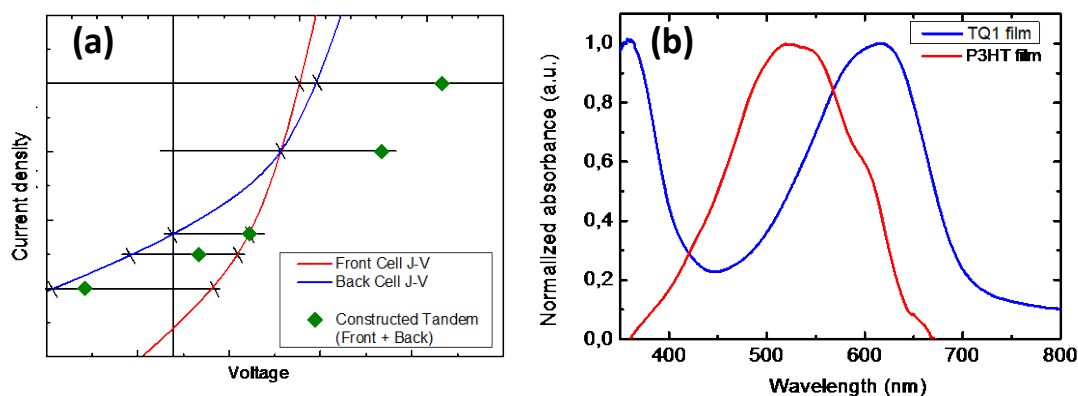 (a)
Current density
Front Cell J-V
Back Cell J-V
Constructed Tandem
(Front + Back)
Voltage
(b)
TQ1 film
P3HT film
Normalized absorbance (a.u.)
1,0
0,8
0,6
0,4
0,2
0,0
400 500 600 700 800
Wavelength (nm)